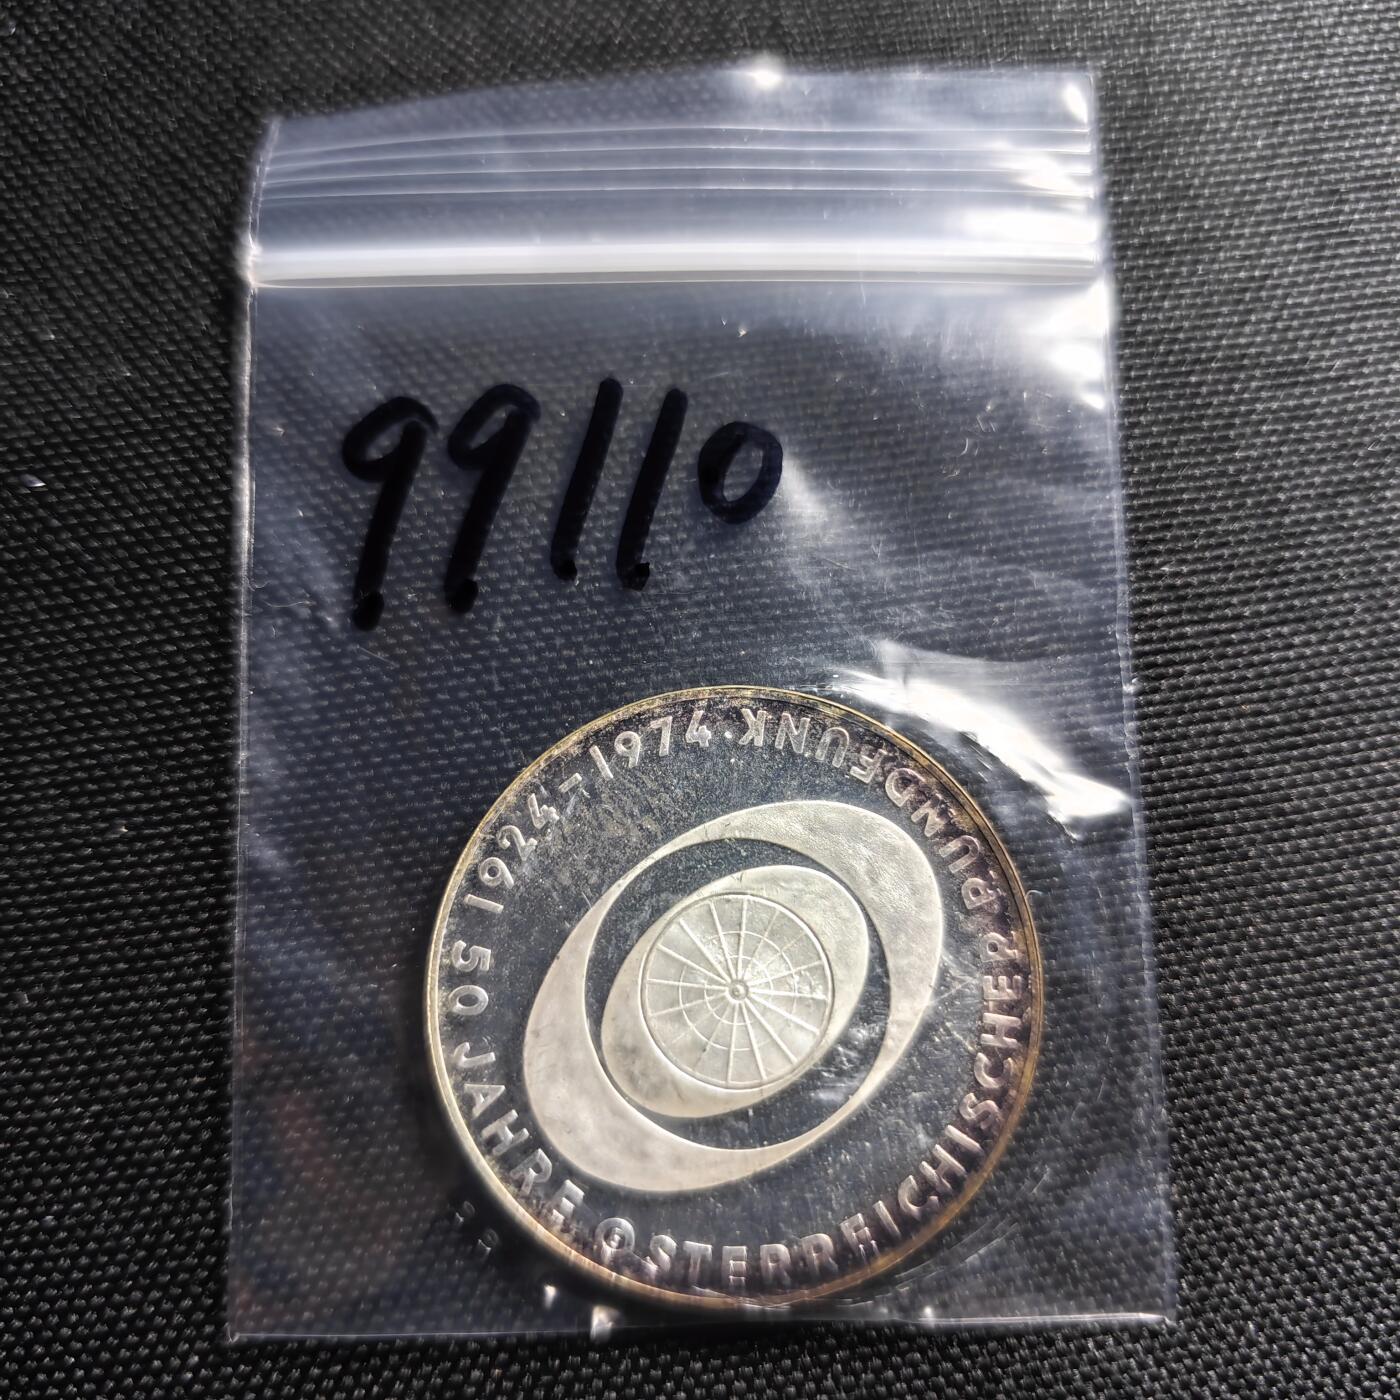 99110
50 JAHRE ÖSTERREICHISCHER RUNDFUNK · 1924-1974